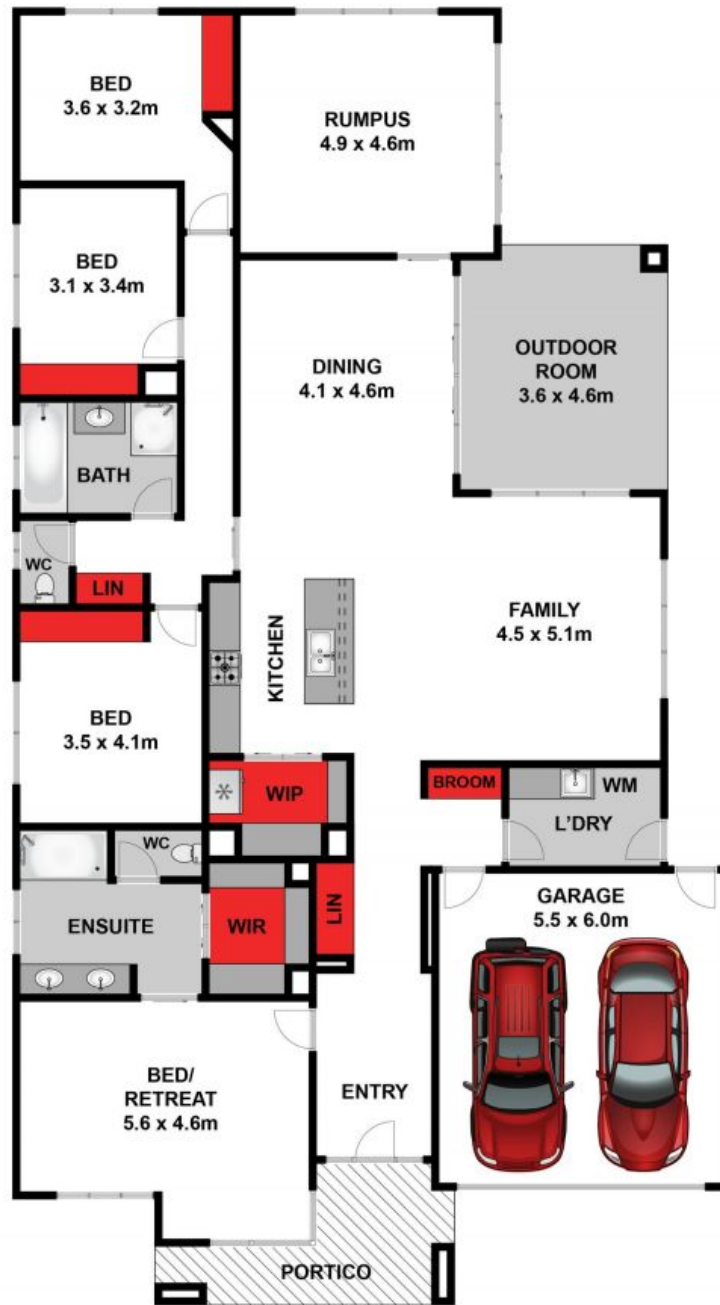 BED
3.6 x 3.2m
RUMPUS
4.9 x 4.6m
BED
3.1 x 3.4m
DINING
4.1 x 4.6m
OUTDOOR
ROOM
3.6 x 4.6m
BATH
WC
LIN
KITCHEN
FAMILY
4.5 x 5.1m
BED
3.5 x 4.1m
WIP
BROOM
WM
L'DRY
WC
ENSUITE
WIR
LIN
GARAGE
5.5 x 6.0m
BED/
RETREAT
5.6 x 4.6m
ENTRY
PORTICO